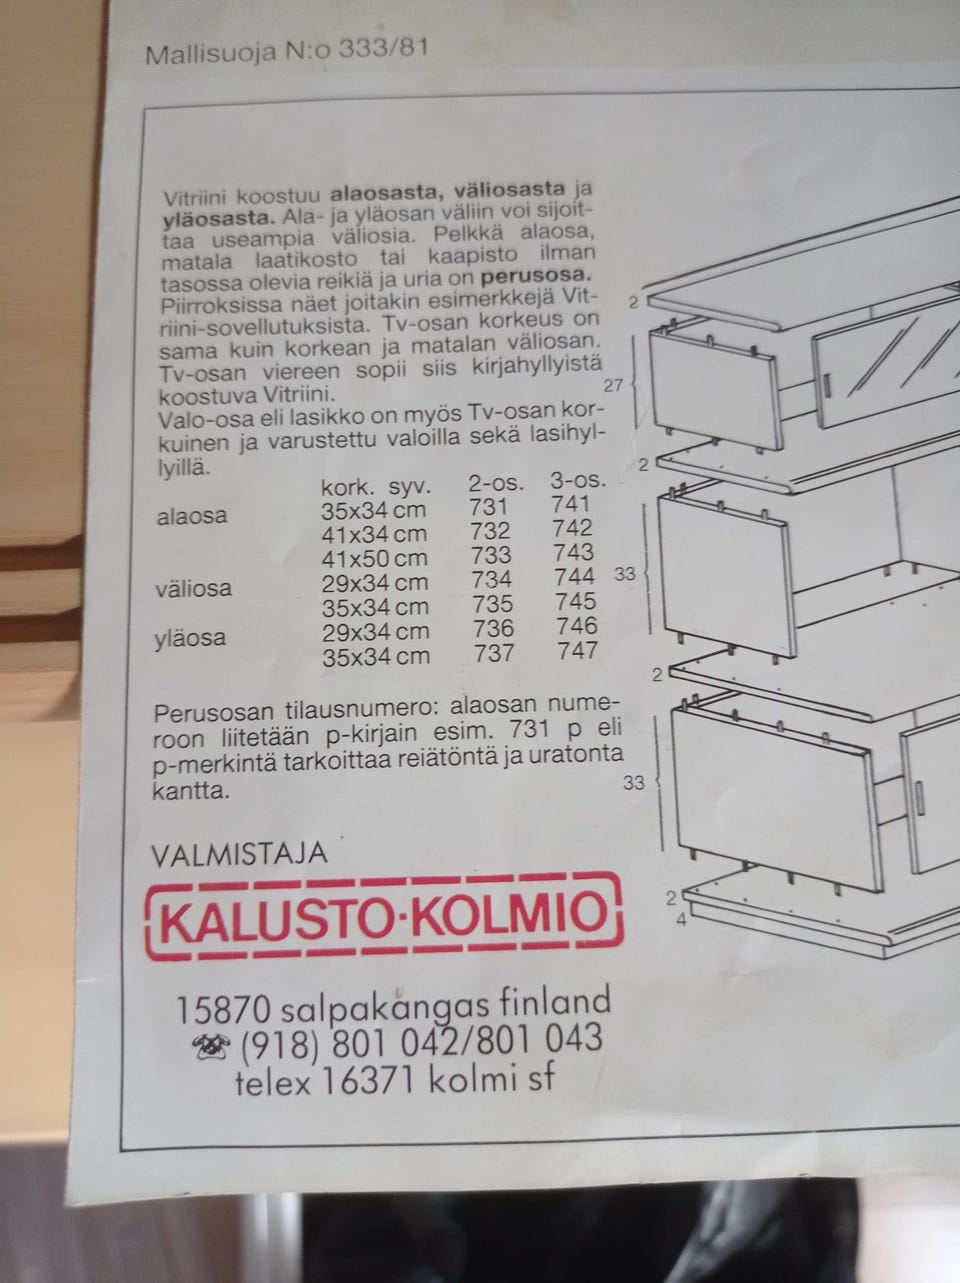 Mallisuoja N:o 333/81
Vitriini koostuu alaosasta, väliosasta ja
yläosasta. Ala- ja yläosan väliin voi sijoit-
taa useampia väliosia. Pelkkä alaosa,
matala laatikosto tai kaapisto ilman
tasossa olevia reikiä ja uria on perusosa.
Piirroksissa näet joitakin esimerkkejä Vit-
riini-sovellutuksista. Tv-osan korkeus on
sama kuin korkean ja matalan väliosan.
Tv-osan viereen sopii siis kirjahyllyistä
koostuva Vitriini.
Valo-osa eli lasikko on myös Tv-osan kor-
kuinen ja varustettu valoilla sekä lasihyl-
lyillä.
kork. syv. 2-os. 3-os.
alaosa 35x34 cm 731 741
41x34 cm 732 742
41x50 cm 733 743
väliosa 29x34 cm 734 744
35x34 cm 735 745
yläosa 29x34 cm 736 746
35x34 cm 737 747
Perusosan tilausnumero: alaosan nume-
roon liitetään p-kirjain esim. 731 p eli
p-merkintä tarkoittaa reiätöntä ja uratonta
kantta.
VALMISTAJA
KALUSTO·KOLMIO
15870 salpakangas finland
☎ (918) 801 042/801 043
telex 16371 kolmi sf
2
27
2
33
2
33
2
4